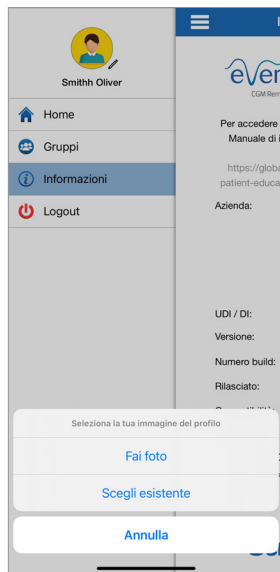 Smithh Oliver
Home
Gruppi
Informazioni
Logout
CGM Rem
Per accedere
Manuale di i
https://globa
patient-educa
Azienda:
UDI / DI:
Versione:
Numero build:
Rilasciato:
Seleziona la tua immagine del profilo
Fai foto
Scegli esistente
Annulla